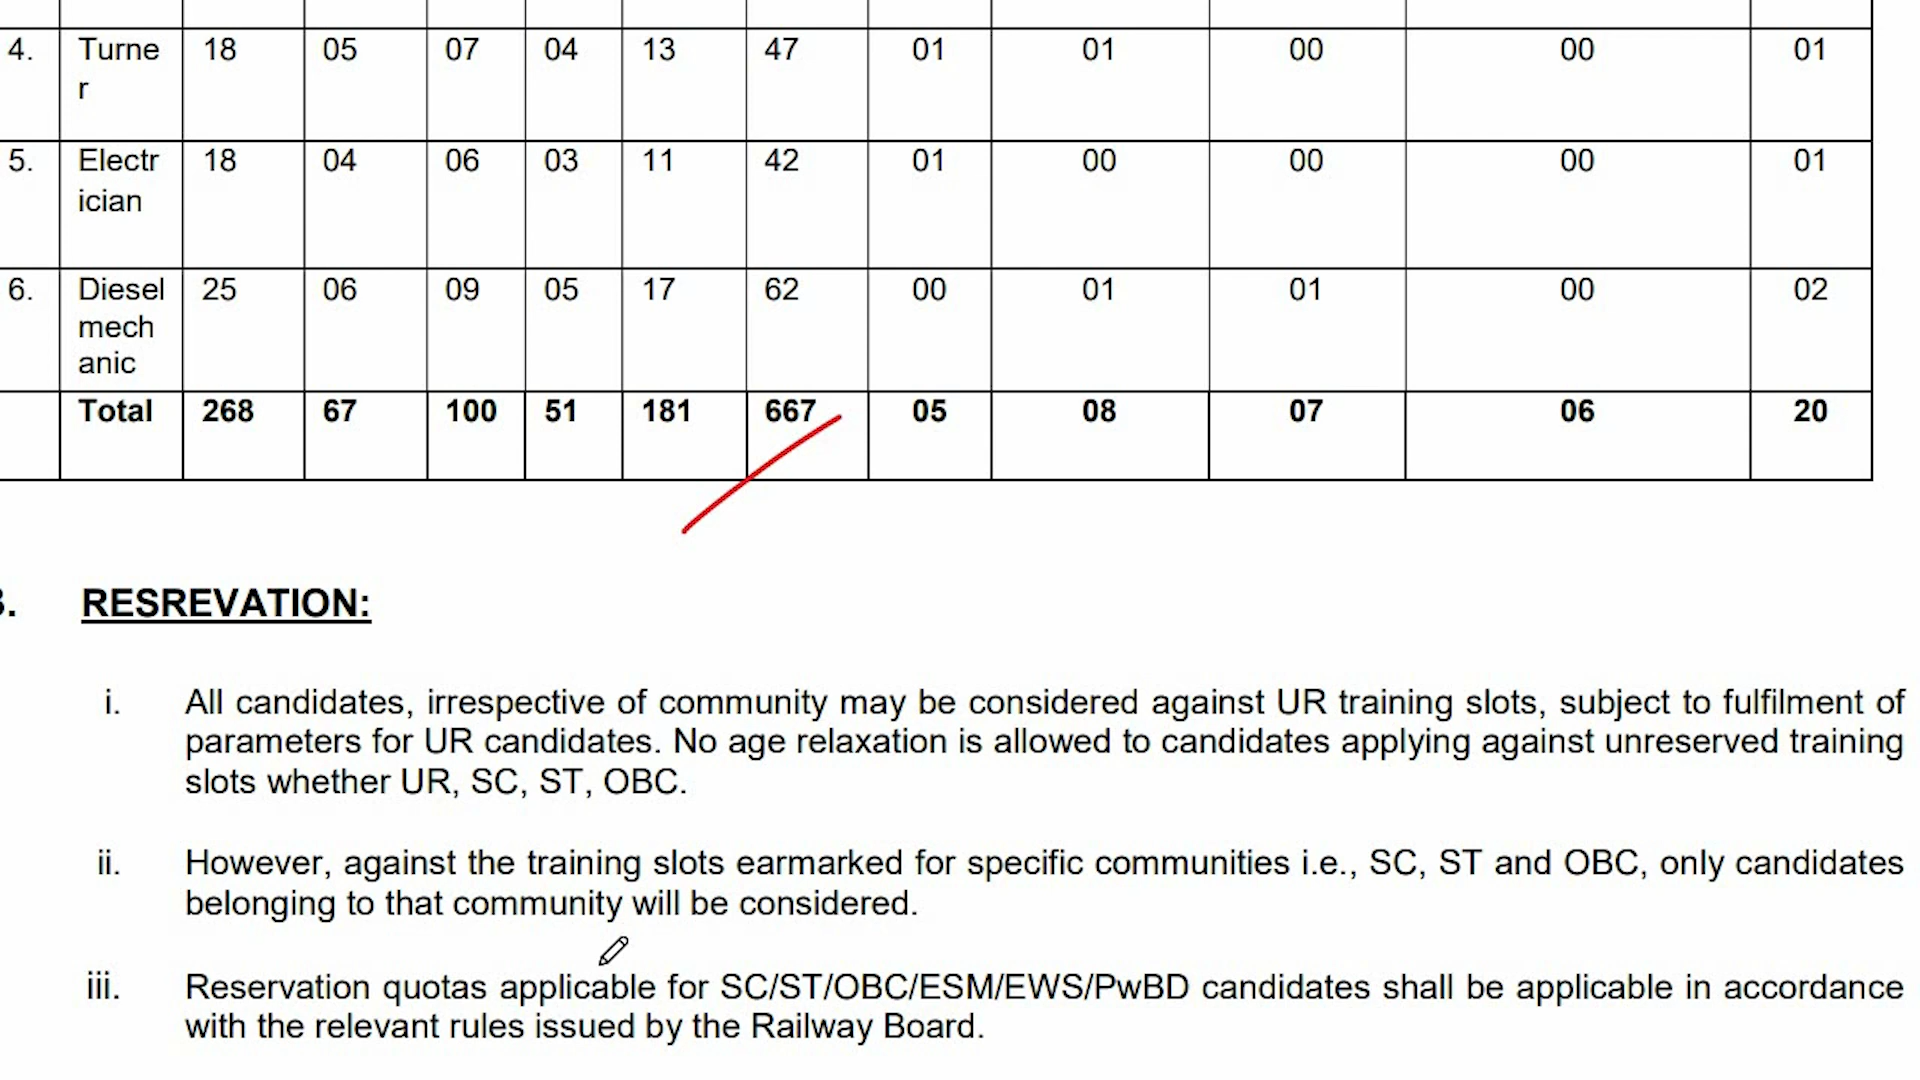 4. Turne 18 05 07 04 13 47 01 01 00 00 01
r
5. Electr 18 04 06 03 11 42 01 00 00 00 01
ician
6. Diesel 25 06 09 05 17 62 00 01 01 00 02
mech
anic
Total 268 67 100 51 181 667 05 08 07 06 20
3. RESREVATION:
i. All candidates, irrespective of community may be considered against UR training slots, subject to fulfilment of
parameters for UR candidates. No age relaxation is allowed to candidates applying against unreserved training
slots whether UR, SC, ST, OBC.
ii. However, against the training slots earmarked for specific communities i.e., SC, ST and OBC, only candidates
belonging to that community will be considered.
iii. Reservation quotas applicable for SC/ST/OBC/ESM/EWS/PwBD candidates shall be applicable in accordance
with the relevant rules issued by the Railway Board.